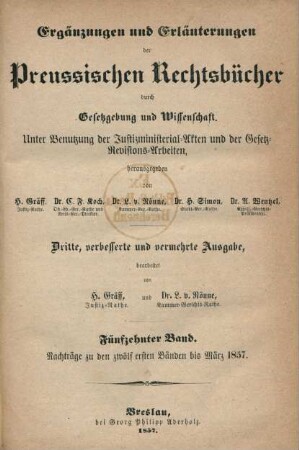 Ergänzungen und Erläuterungen
der
Preussischen Rechtsbücher
durch
Gesetzgebung und Wissenschaft.
Unter Benutzung der Justizministerial-Akten und der Gesetz-
Revisions-Arbeiten,
herausgegeben
von
H. Gräff, Dr. C. F. Koch, Dr. L. v. Rönne, Dr. H. Simon, Dr. A. Wentzel,
Dritte, verbesserte und vermehrte Ausgabe,
bearbeitet
von
H. Gräff, und Dr. L. v. Rönne,
Justiz-Rathe. Kammer-Gerichts-Rathe.
Fünfzehnter Band.
Nachträge zu den zwölf ersten Bänden bis März 1857.
Breslau,
bei Georg Philipp Aderholz.
1857.